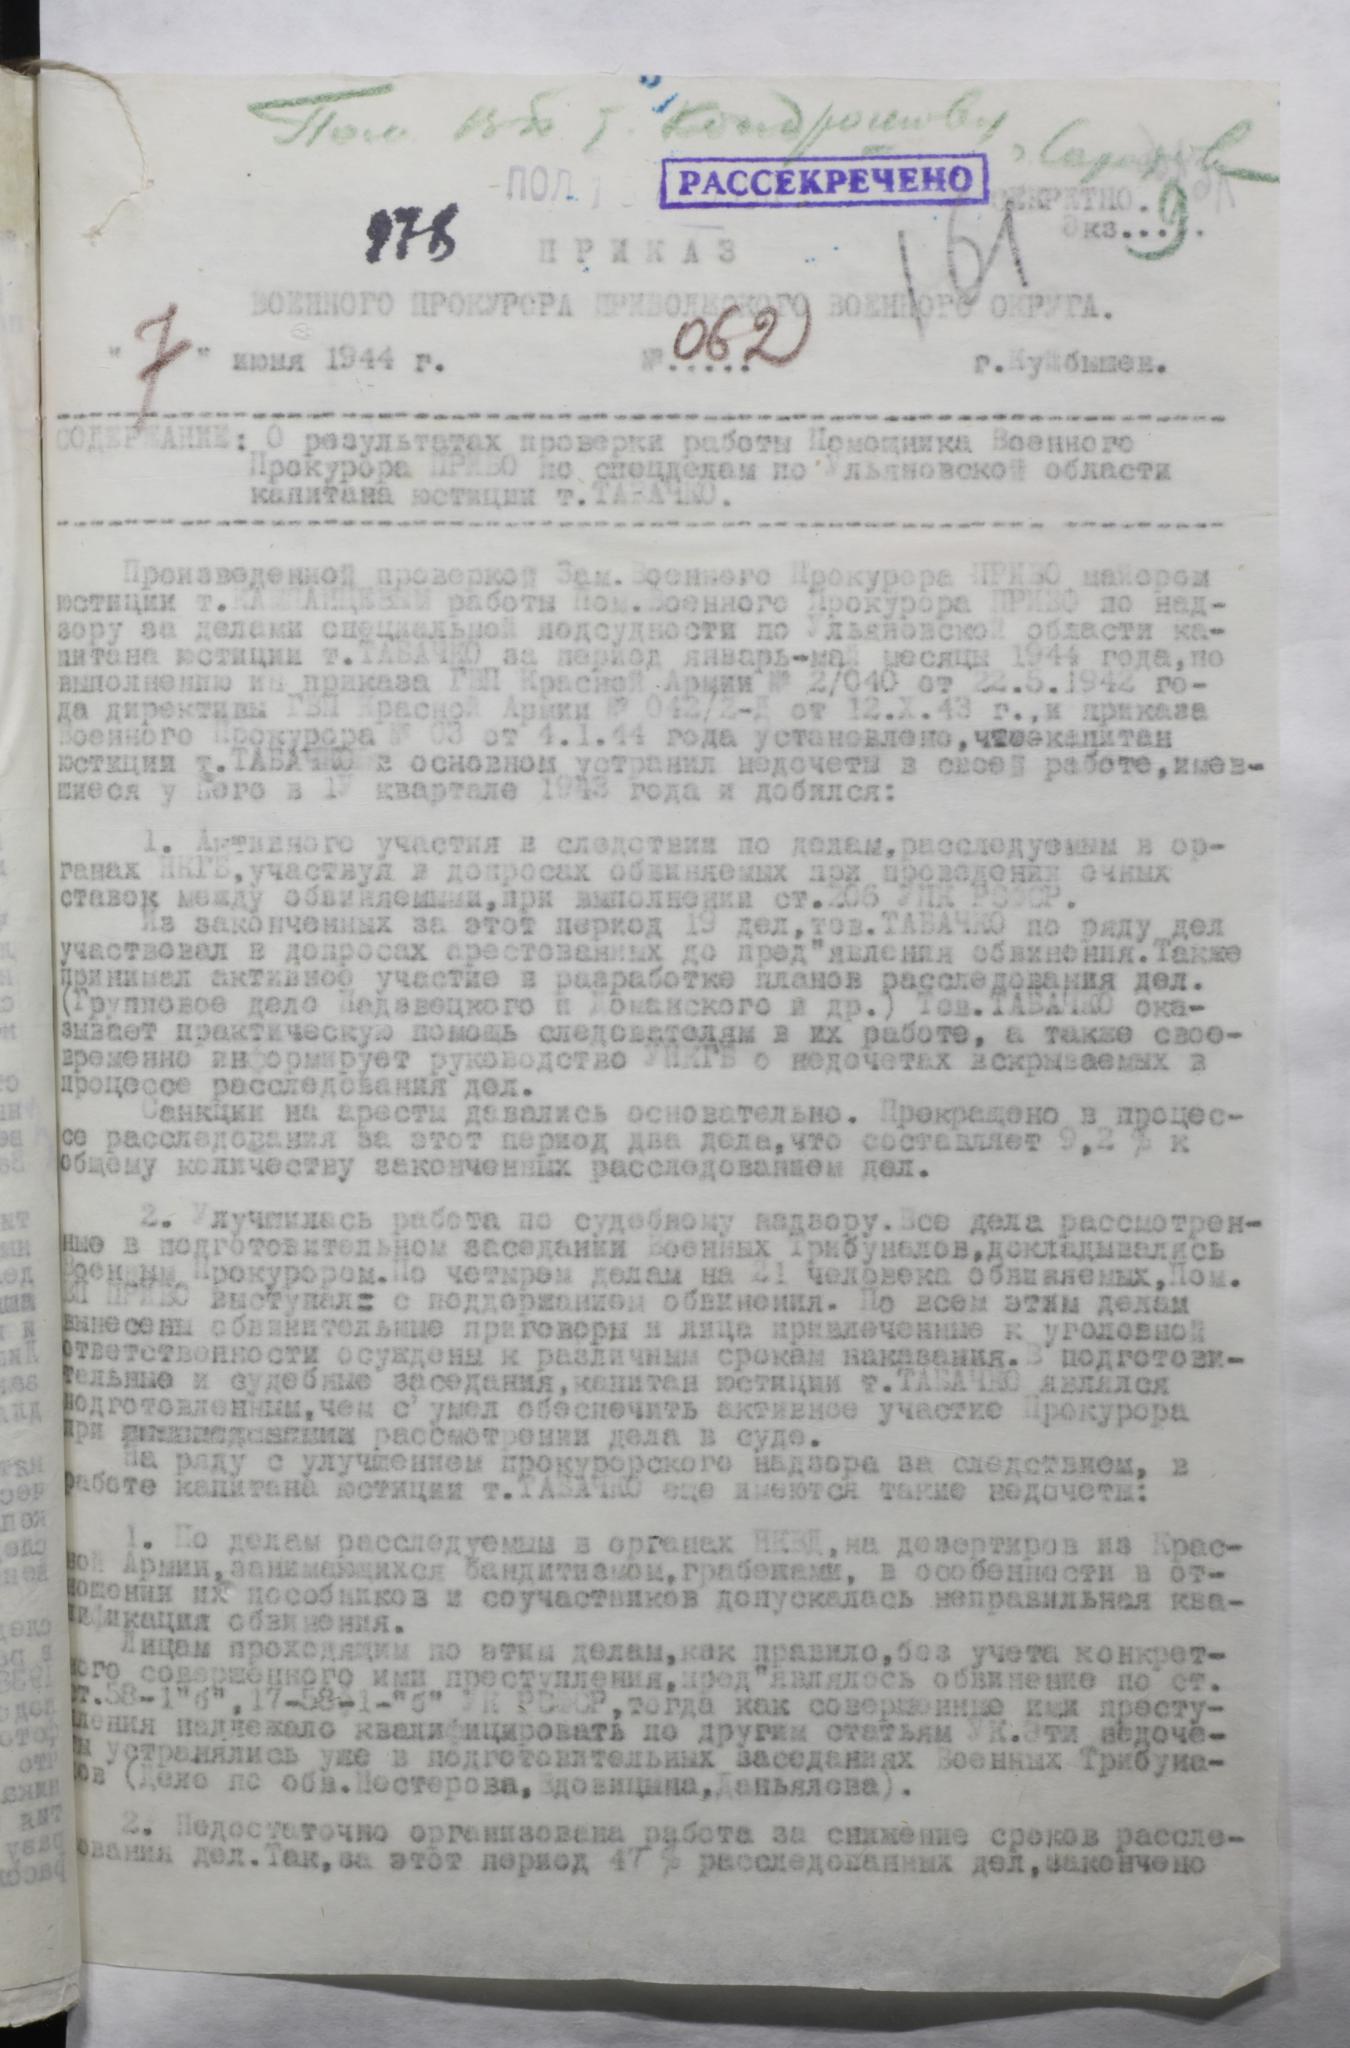 Пом. ВП т. Кондрашову
РАССЕКРЕЧЕНО
СЕКРЕТНО.
Экз...9..
978
161
ПРИКАЗ
ВОЕННОГО ПРОКУРОРА ПРИВОЛЖСКОГО ВОЕННОГО ОКРУГА.
"7" июня 1944 г. №.062.. г.Куйбышев.
СОДЕРЖАНИЕ: О результатах проверки работы Помощника Военного
Прокурора ПРИВО по спецделам по Ульяновской области
капитана юстиции т.ТАБАЧКО.
Произведенной проверкой Зам.Военного Прокурора ПРИВО майором
юстиции т. работы Пом.Военного Прокурора ПРИВО по над-
зору за делами специальной подсудности по Ульяновской области ка-
питана юстиции т.ТАБАЧКО за период январь-май месяцы 1944 года,по
выполнению им приказа ГВП Красной Армии № 2/040 от 22.5.1942 го-
да директивы ГВП Красной Армии № 042/2-Д от 12.X.43 г.,и приказа
Военного Прокурора № 03 от 4.1.44 года установлено,что капитан
юстиции т.ТАБАЧКО в основном устранил недочеты в своей работе,имев-
шиеся у него в 1У квартале 1943 года и добился:
1. Активного участия в следствии по делам,расследуемым в ор-
ганах НКГБ,участвуя в допросах обвиняемых при проведении очных
ставок между обвиняемыми,при выполнении ст.206 УПК РСФСР.
Из законченных за этот период 19 дел,тов.ТАБАЧКО по ряду дел
участвовал в допросах арестованных до пред"явления обвинения.Также
принимал активное участие в разработке планов расследования дел.
(Групповое дело Падовецкого и Доманского и др.) Тов.ТАБАЧКО ока-
зывает практическую помощь следователям в их работе, а также свое-
временно информирует руководство УНКГБ о недочетах вскрываемых в
процессе расследования дел.
Санкции на аресты давались основательно. Прекращено в процес-
се расследования за этот период два дела,что составляет 9,2 % к
общему количеству законченных расследованием дел.
2. Улучшилась работа по судебному надзору.Все дела рассмотрен-
ные в подготовительном заседании Военных Трибуналов,докладывались
Военным Прокурором.По четырем делам на 21 человека обвиняемых,Пом.
ВП ПРИВО выступал= с поддержанием обвинения. По всем этим делам
вынесены обвинительные приговоры и лица привлеченные к уголовной
ответственности осуждены к различным срокам наказания.В подготови-
тельные и судебные заседания,капитан юстиции т.ТАБАЧКО являлся
подготовленным,чем с'умел обеспечить активное участие Прокурора
при рассмотрении дела в суде.
На ряду с улучшением прокурорского надзора за следствием, в
работе капитана юстиции т.ТАБАЧКО еще имеются такие недочеты:
1. По делам расследуемым в органах НКВД,на дезертиров из Крас-
ной Армии,занимающихся бандитизмом,грабежами, в особенности в от-
ношении их пособников и соучастников допускалась неправильная ква-
лификация обвинения.
Лицам проходящим по этим делам,как правило,без учета конкрет-
ного совершенного ими преступления,пред"являлось обвинение по ст.
ст.58-1"б",17-58-1-"б" УК РСФСР,тогда как совершенные ими престу-
пления надлежало квалифицировать по другим статьям УК.Эти недоче-
ты устранялись уже в подготовительных заседаниях Военных Трибуна-
лов (Дело по обв.Нестерова,Вдовицына,Даньялова).
2. Недостаточно организована работа за снижение сроков рассле-
дования дел.Так,за этот период 47 % расследованных дел,закончено